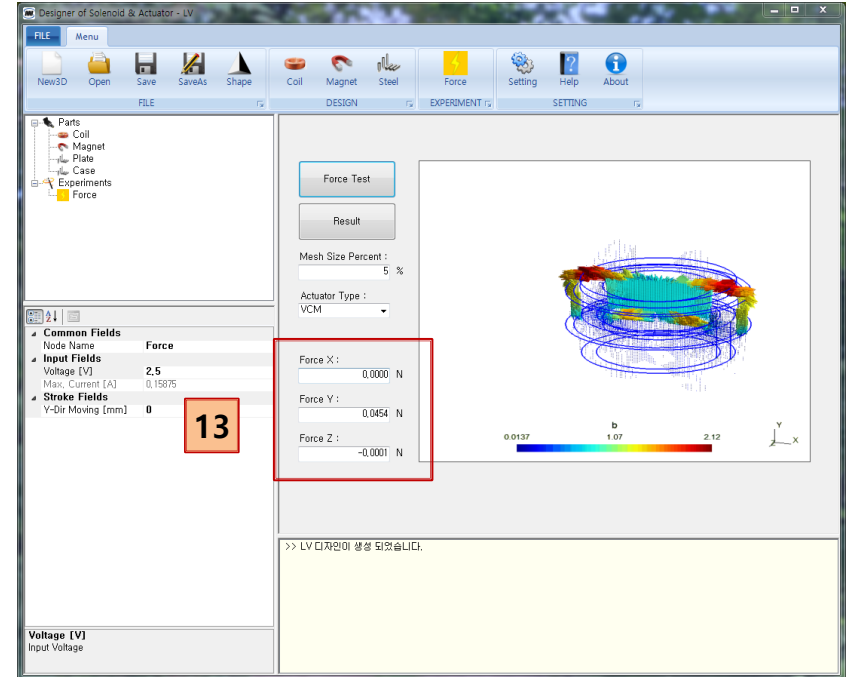 Designer of Solenoid & Actuator - LV
FILE Menu
New3D Open Save SaveAs Shape Coil Magnet Steel Force Setting Help About
FILE DESIGN EXPERIMENT SETTING
Parts
Coil
Magnet
Plate
Case
Experiments
Force
Force Test
Result
Mesh Size Percent :
5 %
Actuator Type :
VCM
Common Fields
Node Name Force
Input Fields
Voltage [V] 2,5
Max, Current [A] 0,15875
Stroke Fields
Y-Dir Moving [mm] 0
13
Force X :
0,0000 N
Force Y :
0,0454 N
Force Z :
-0,0001 N
b
0.0137 1.07 2.12
Y
Z X
>> LV 디자인이 생성 되었습니다,
Voltage [V]
Input Voltage